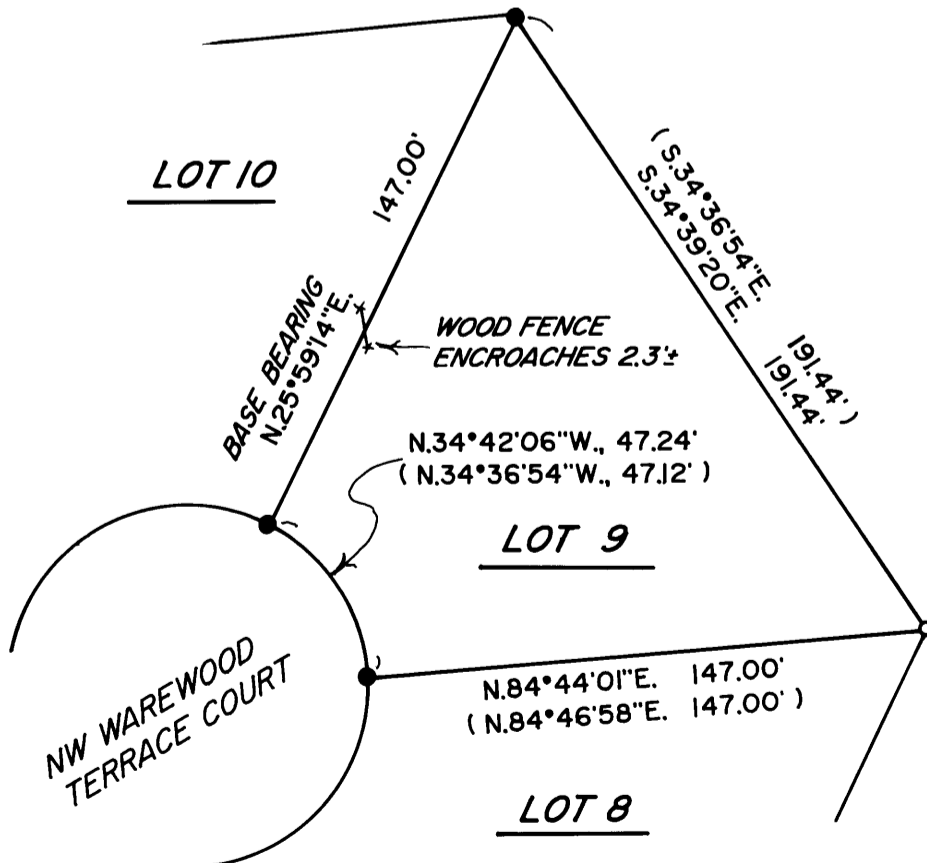 LOT 10
147.00'
BASE BEARING
N.25°59'14"E.
(S.34°36'54"E. 191.44')
S.34°39'20"E. 191.44'
WOOD FENCE
ENCROACHES 2.3'±
N.34°42'06"W., 47.24'
(N.34°36'54"W., 47.12')
LOT 9
NW WAREWOOD
TERRACE COURT
N.84°44'01"E. 147.00'
(N.84°46'58"E. 147.00')
LOT 8